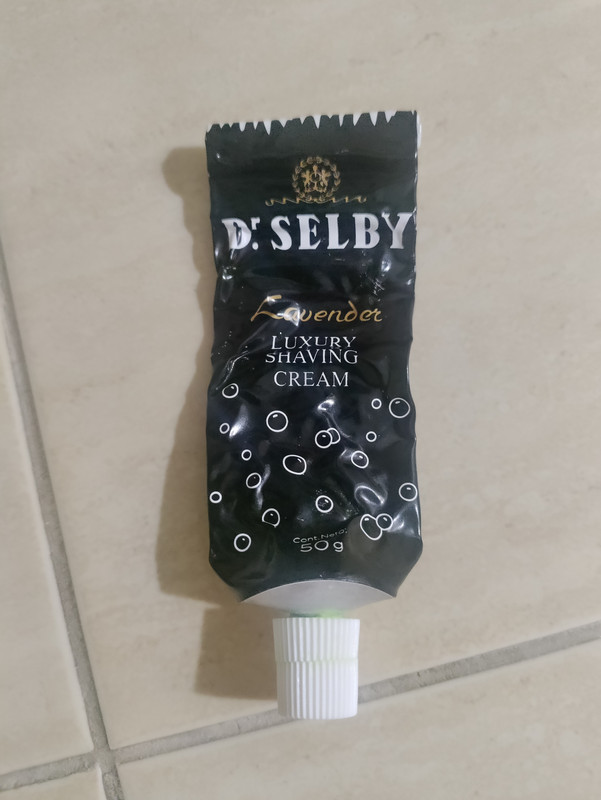 Dr. SELBY
Lavender
LUXURY
SHAVING
CREAM
Cont. Neto:
50 g